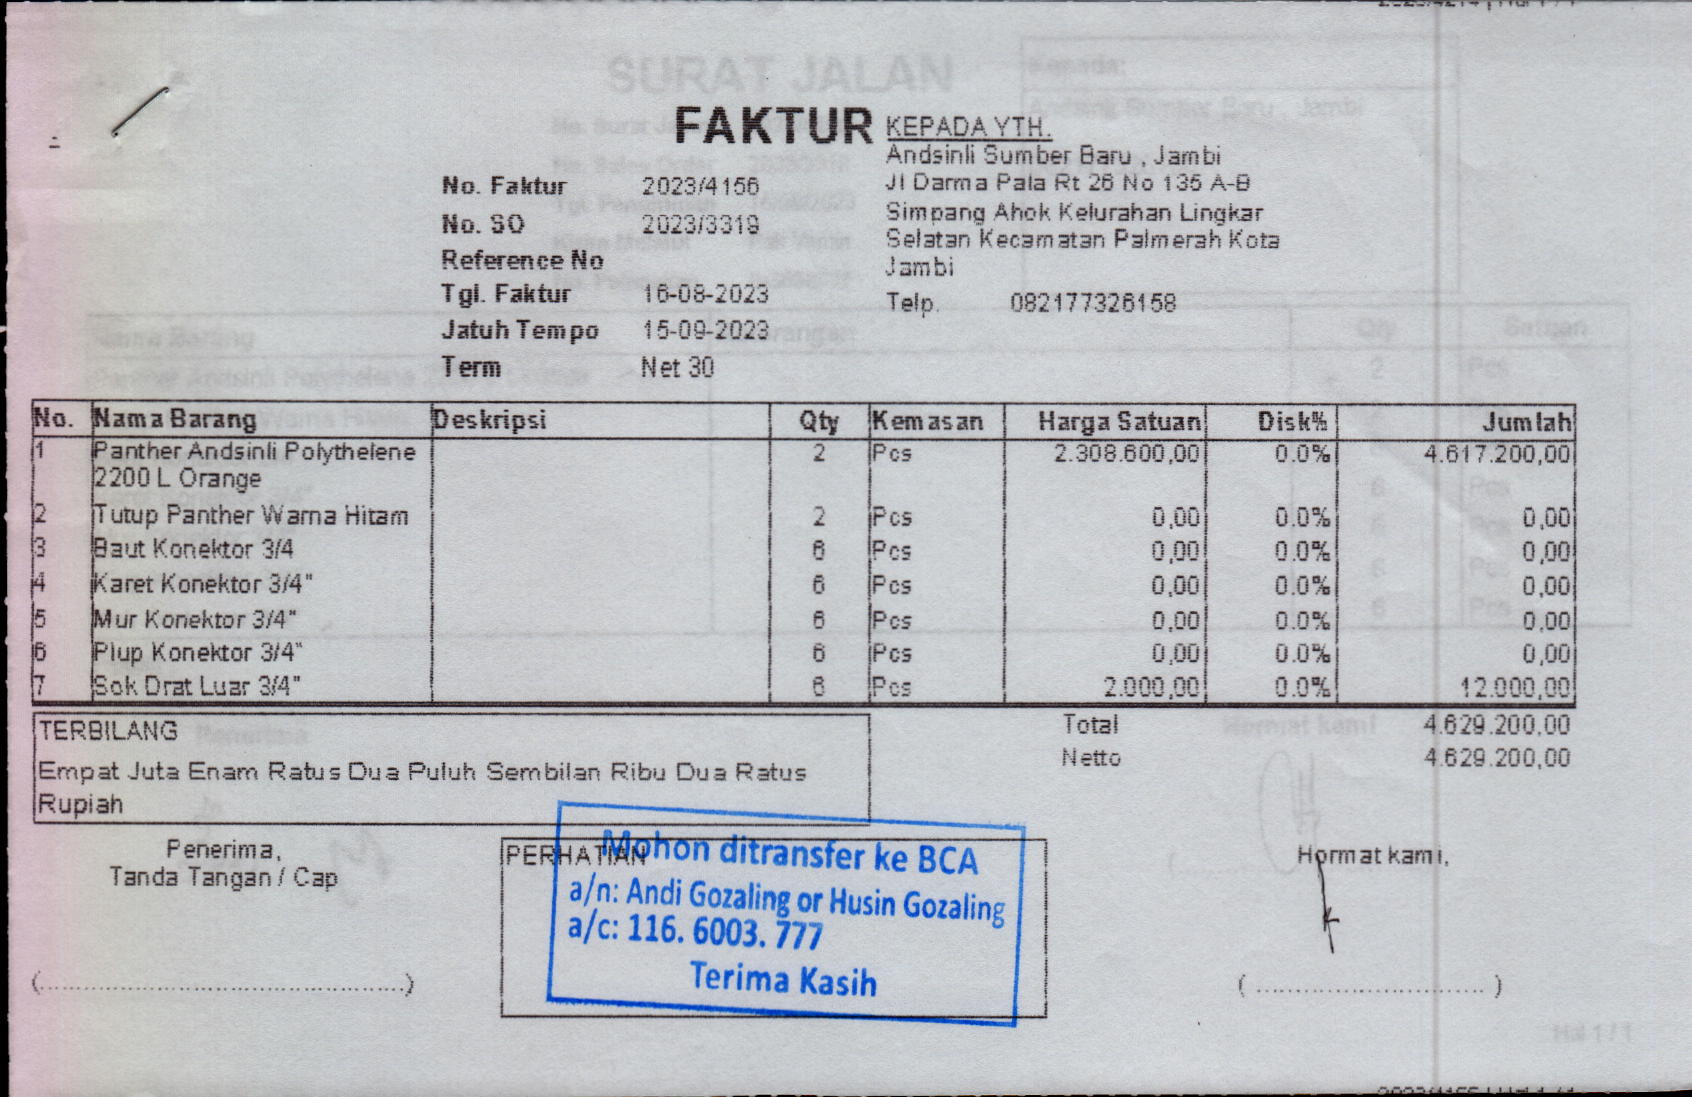 FAKTUR
KEPADA YTH.
Andsinli Sumber Baru , Jambi
Jl Darma Pala Rt 26 No 135 A-B
Simpang Ahok Kelurahan Lingkar
Selatan Kecamatan Palmerah Kota
Jambi
Telp. 082177326158
No. Faktur 2023/4156
No. SO 2023/3319
Reference No
Tgl. Faktur 16-08-2023
Jatuh Tempo 15-09-2023
Term Net 30
No. Nama Barang Deskripsi Qty Kemasan Harga Satuan Disk% Jumlah
1 Panther Andsinli Polythelene 2 Pcs 2.308.600,00 0.0% 4.617.200,00
2200 L Orange
2 Tutup Panther Warna Hitam 2 Pcs 0,00 0.0% 0,00
3 Baut Konektor 3/4 6 Pcs 0,00 0.0% 0,00
4 Karet Konektor 3/4" 6 Pcs 0,00 0.0% 0,00
5 Mur Konektor 3/4" 6 Pcs 0,00 0.0% 0,00
6 Plup Konektor 3/4" 6 Pcs 0,00 0.0% 0,00
7 Sok Drat Luar 3/4" 6 Pcs 2.000,00 0.0% 12.000,00
Total 4.629.200,00
Netto 4.629.200,00
TERBILANG
Empat Juta Enam Ratus Dua Puluh Sembilan Ribu Dua Ratus
Rupiah
Penerima,
Tanda Tangan / Cap
(............................................)
PERHATIAN
Mohon ditransfer ke BCA
a/n: Andi Gozaling or Husin Gozaling
a/c: 116. 6003. 777
Terima Kasih
Hormat kami,
( ............................ )